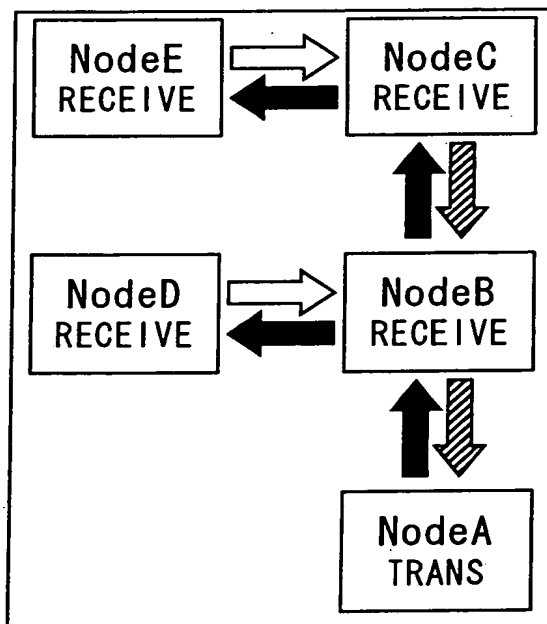 NodeE
RECEIVE
NodeC
RECEIVE
NodeD
RECEIVE
NodeB
RECEIVE
NodeA
TRANS